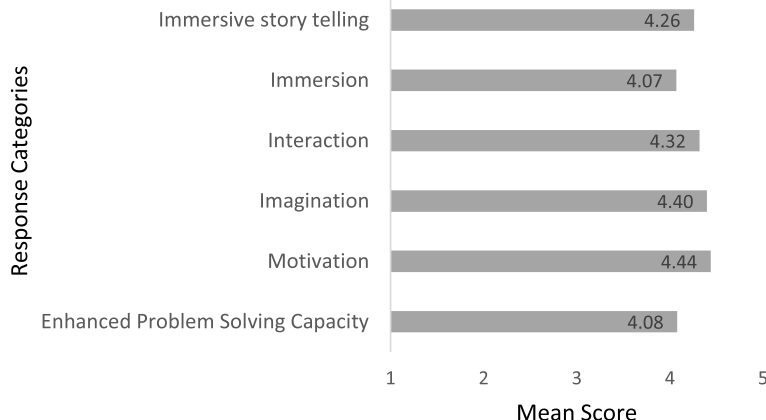 Response Categories
Immersive story telling 4.26
Immersion 4.07
Interaction 4.32
Imagination 4.40
Motivation 4.44
Enhanced Problem Solving Capacity 4.08
1 2 3 4 5
Mean Score